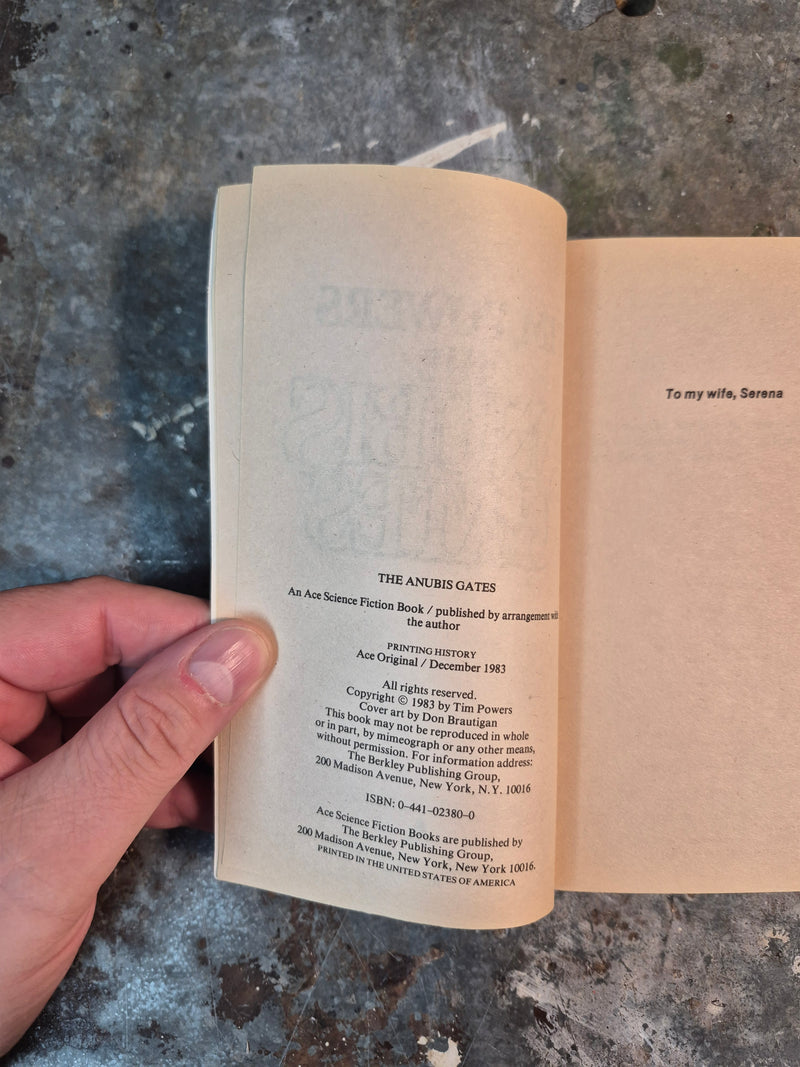 THE ANUBIS GATES
An Ace Science Fiction Book / published by arrangement with
the author
PRINTING HISTORY
Ace Original / December 1983
All rights reserved.
Copyright © 1983 by Tim Powers
Cover art by Don Brautigan
This book may not be reproduced in whole
or in part, by mimeograph or any other means,
without permission. For information address:
The Berkley Publishing Group,
200 Madison Avenue, New York, N.Y. 10016
ISBN: 0-441-02380-0
Ace Science Fiction Books are published by
The Berkley Publishing Group,
200 Madison Avenue, New York, New York 10016.
PRINTED IN THE UNITED STATES OF AMERICA
To my wife, Serena